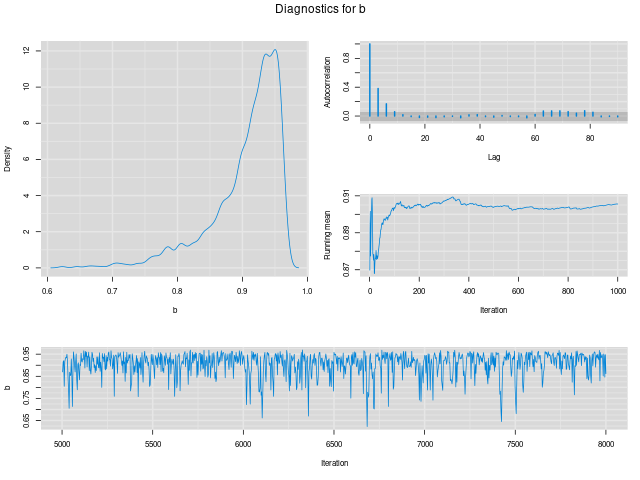 Diagnostics for b
Density
12
10
8
6
4
2
0
0.6 0.7 0.8 0.9 1.0
b
Autocorrelation
0.8
0.4
0.0
0 20 40 60 80
Lag
Running mean
0.91
0.89
0.87
0 200 400 600 800 1000
Iteration
b
0.95
0.85
0.75
0.65
5000 5500 6000 6500 7000 7500 8000
Iteration